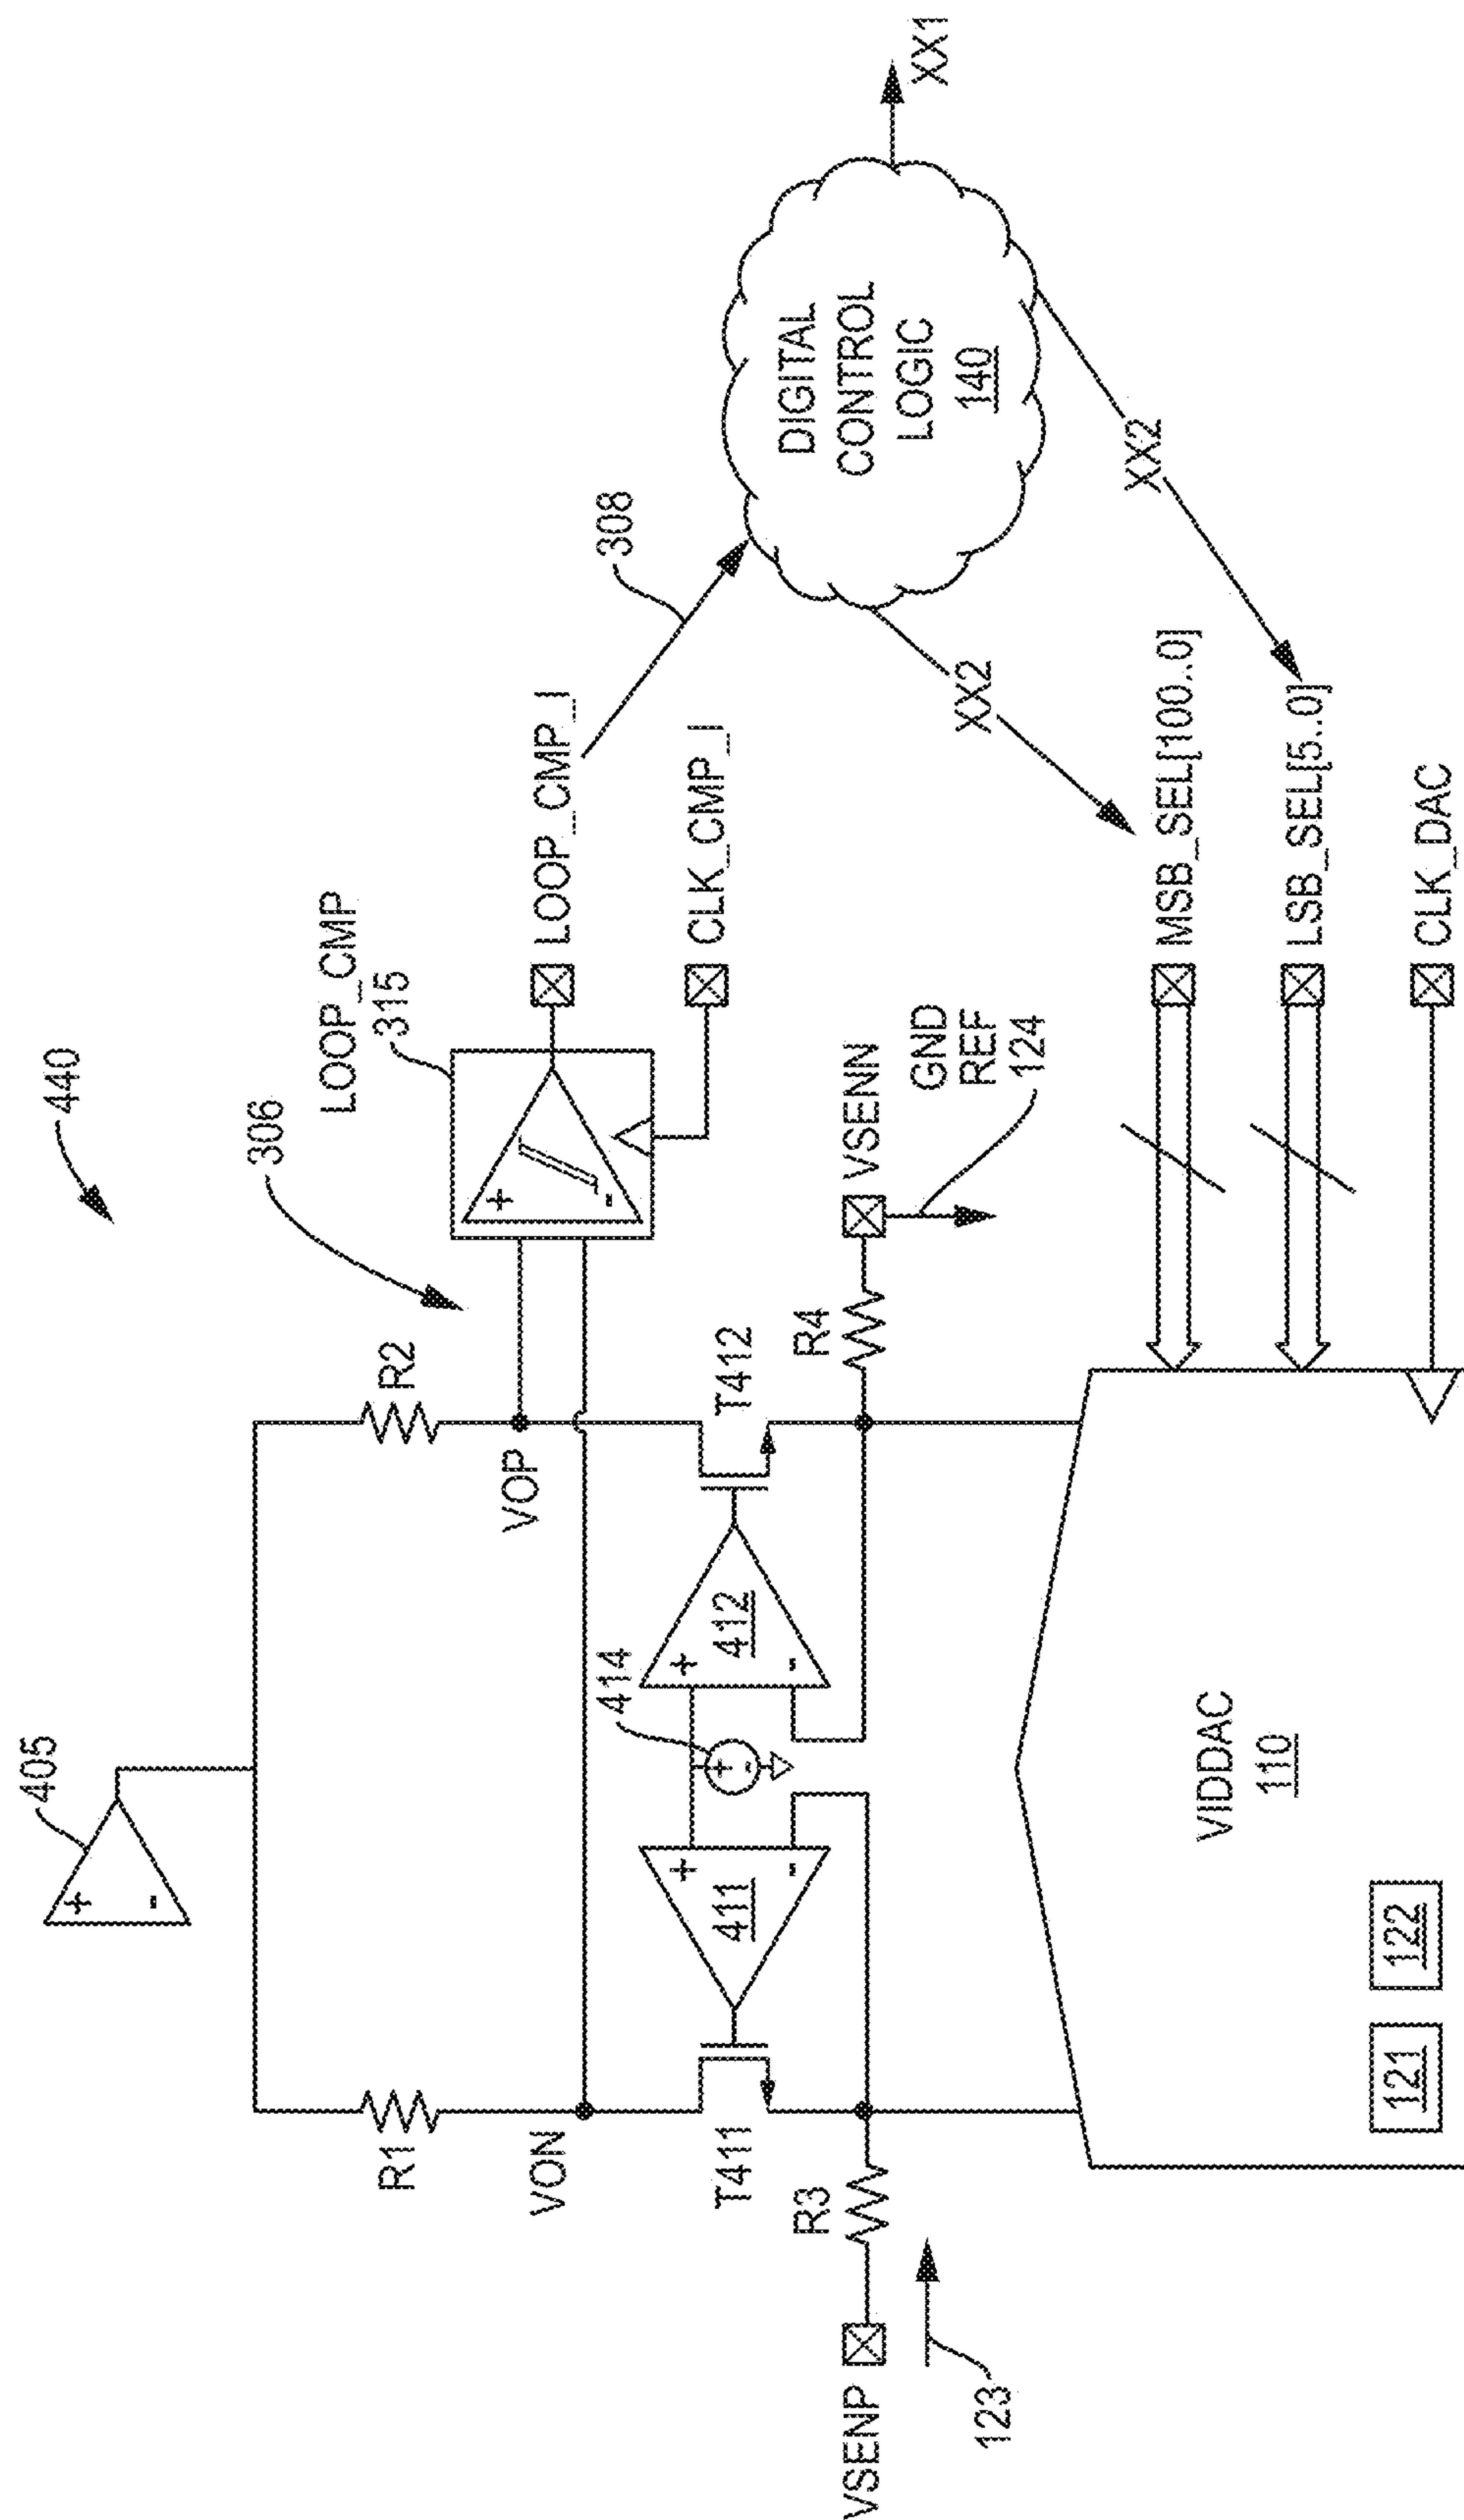 440
405
306
LOOP_CMP
315
R1
R2
VON
VOP
LOOP_CMP_I
308
CLK_CMP_I
414
T411
411
+
-
412
+
-
T412
+
-
+
-
+
-
R3
R4
VSENP
VSENN
123
GND
REF
124
DIGITAL
CONTROL
LOGIC
140
XX1
XX2
XX2
MSB_SEL[100..0]
LSB_SEL[5..0]
CLK_DAC
VIDDAC
110
121
122